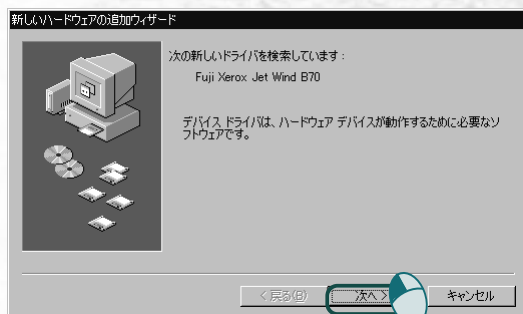 新しいハードウェアの追加ウィザード
次の新しいドライバを検索しています：
Fuji Xerox Jet Wind B70
デバイス ドライバは、ハードウェア デバイスが動作するために必要なソ
フトウェアです。
< 戻る(B)
次へ >
キャンセル